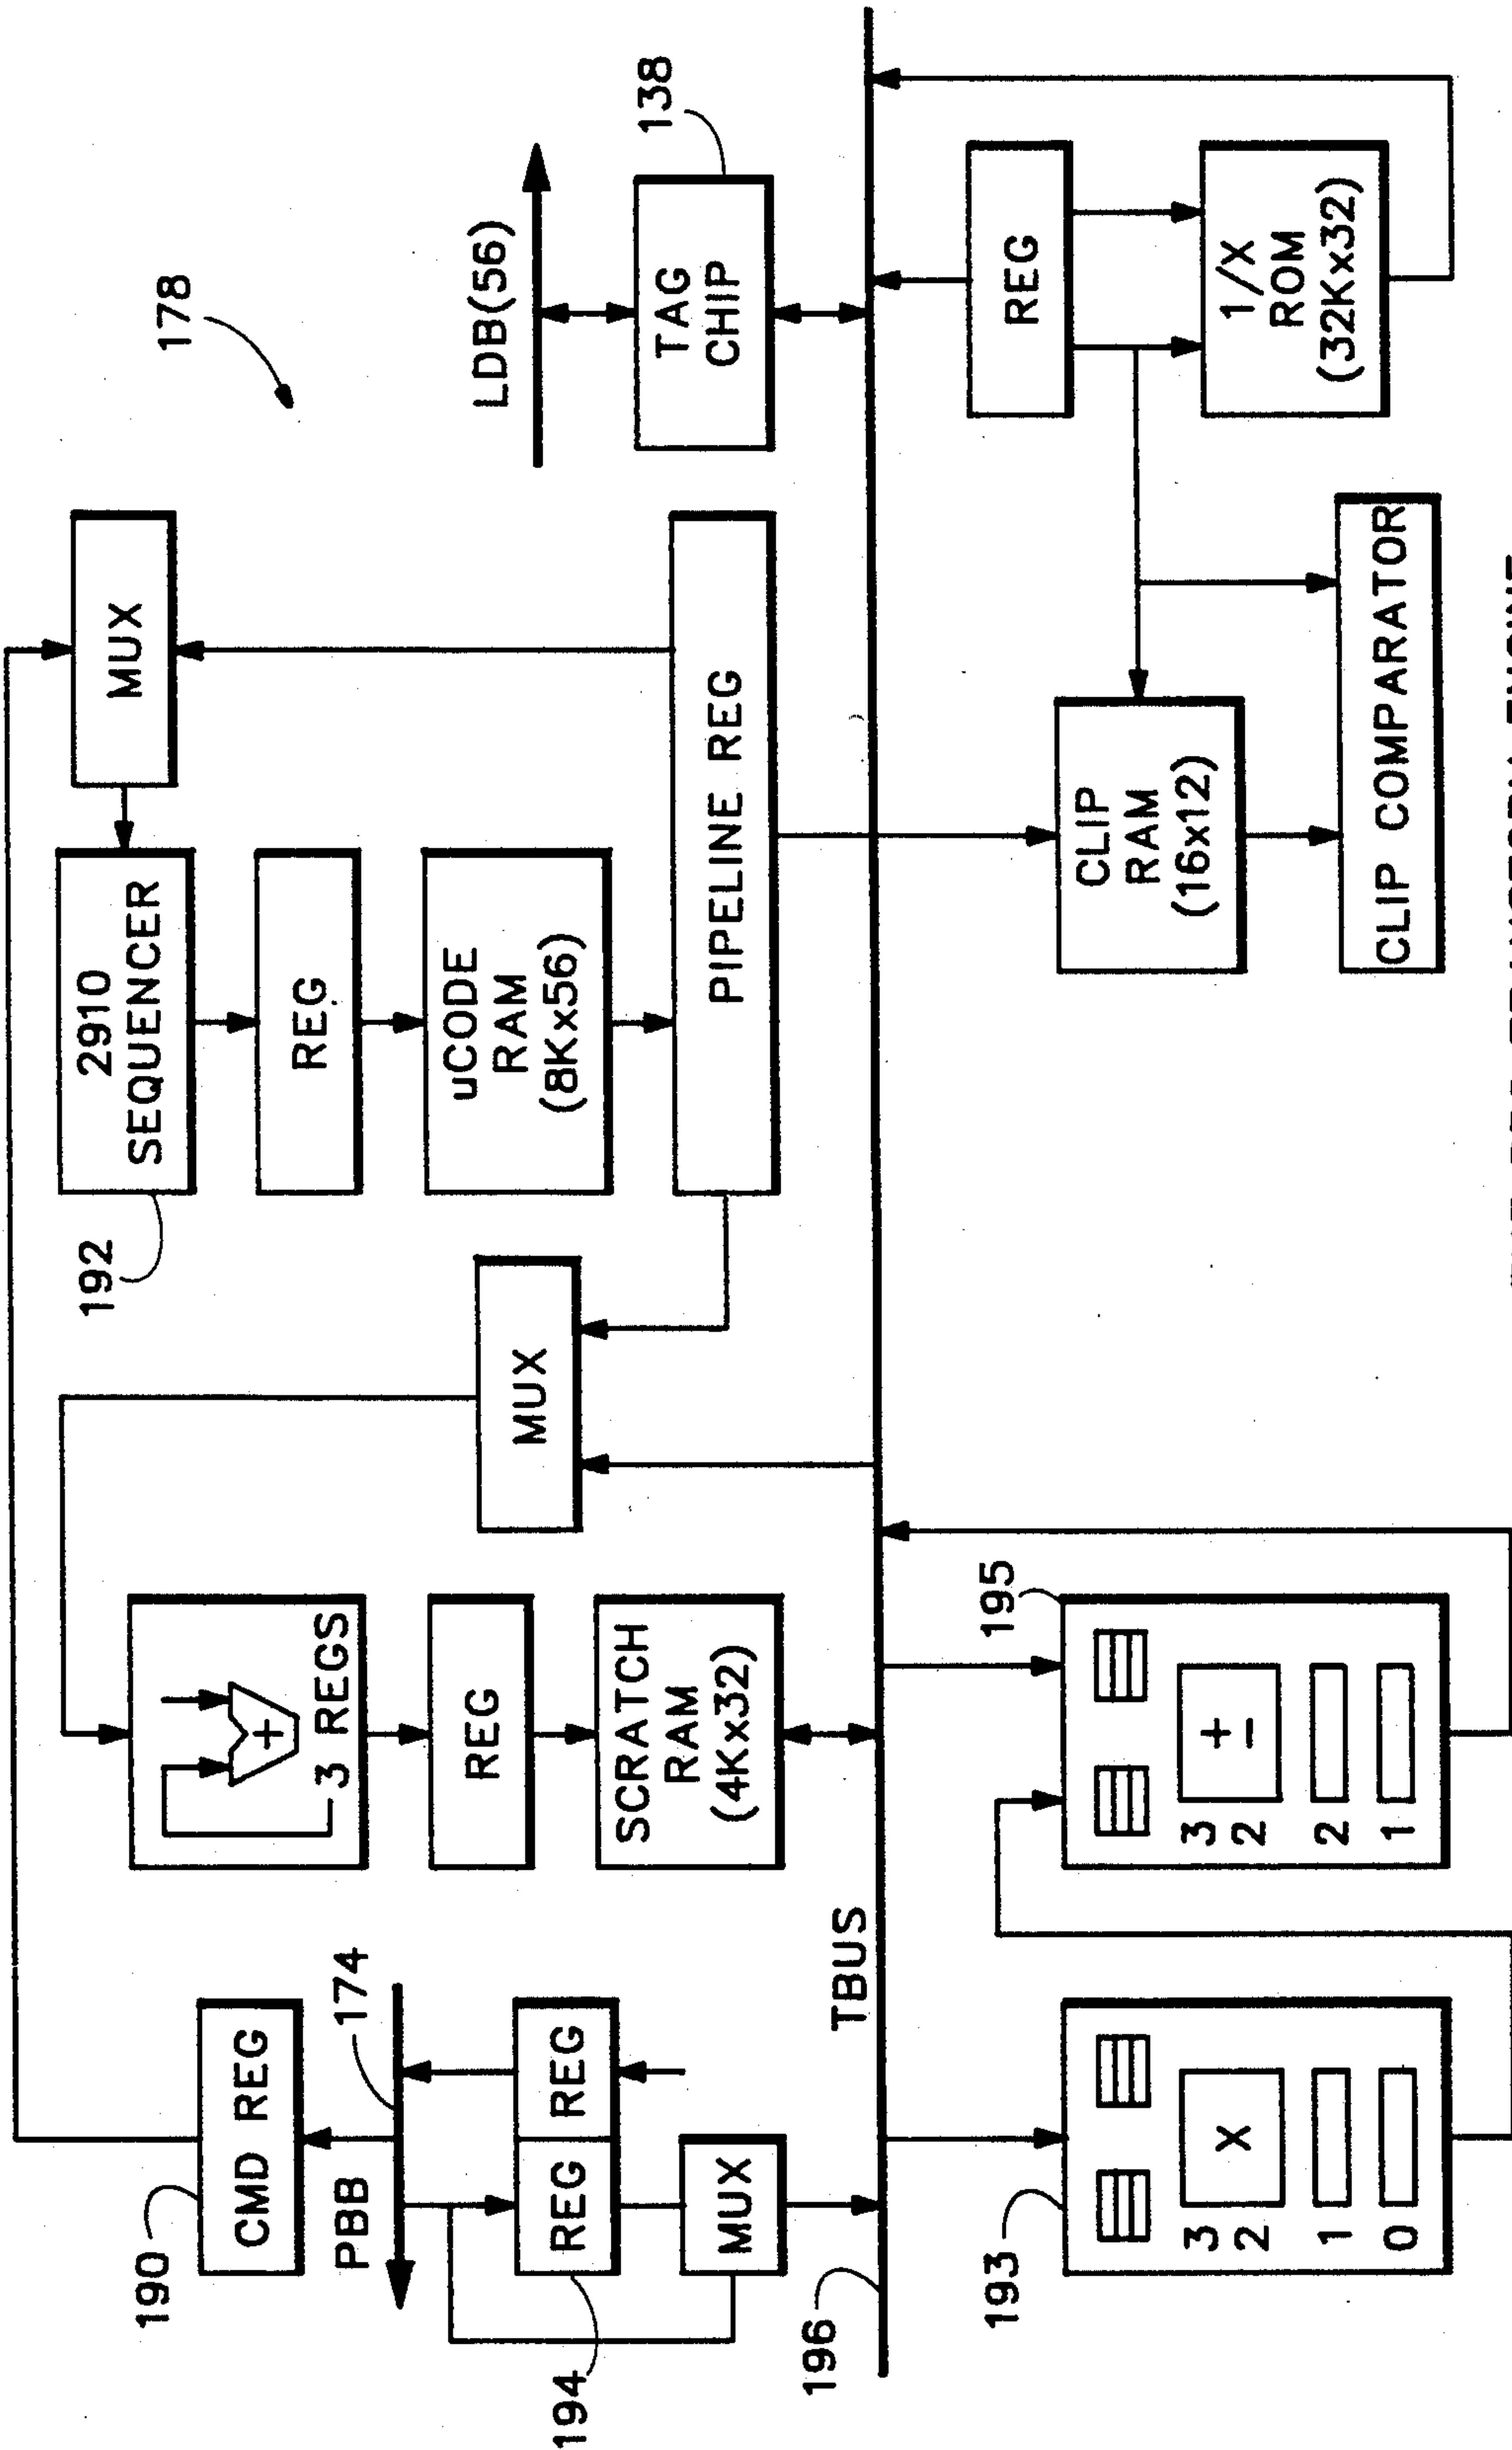 178
190
CMD REG
PBB
174
REG
REG
194
MUX
196
TBUS
+
3 REGS
REG
SCRATCH
RAM
(4Kx32)
MUX
192
2910
SEQUENCER
MUX
REG
uCODE
RAM
(8Kx56)
PIPELINE REG
LDB(56)
TAG
CHIP
138
193
X
3
2
1
0
195
+
-
3
2
2
1
CLIP
RAM
(16x12)
CLIP COMPARATOR
REG
1/X
ROM
(32Kx32)